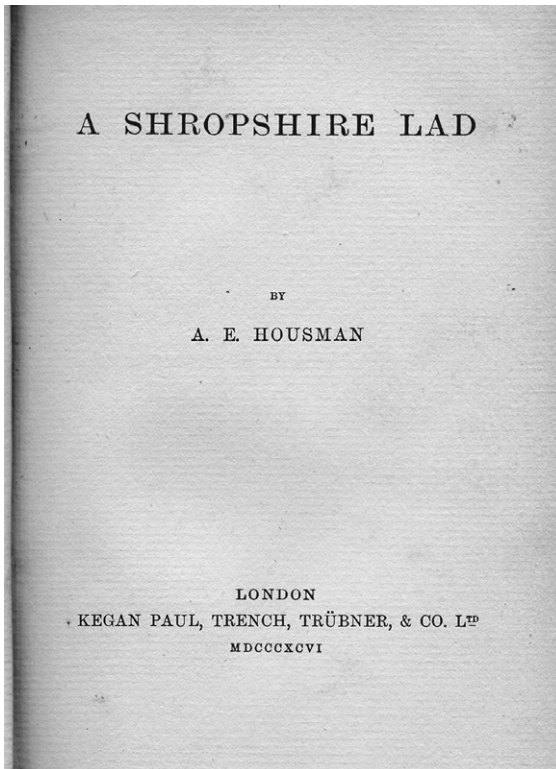 A SHROPSHIRE LAD
BY
A. E. HOUSMAN
LONDON
KEGAN PAUL, TRENCH, TRÜBNER, & CO. LTD
MDCCCXCVI